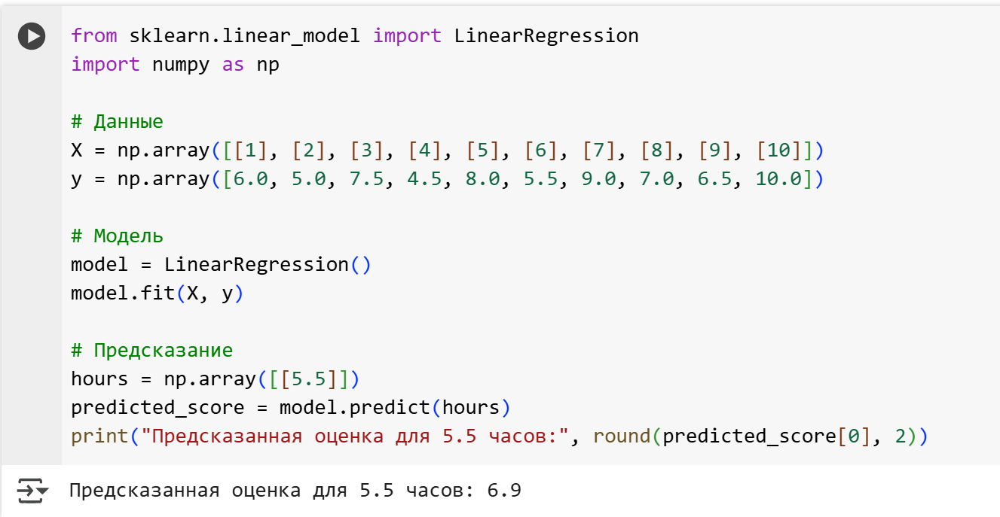 from sklearn.linear_model import LinearRegression
import numpy as np
# Данные
X = np.array([[1], [2], [3], [4], [5], [6], [7], [8], [9], [10]])
y = np.array([6.0, 5.0, 7.5, 4.5, 8.0, 5.5, 9.0, 7.0, 6.5, 10.0])
# Модель
model = LinearRegression()
model.fit(X, y)
# Предсказание
hours = np.array([[5.5]])
predicted_score = model.predict(hours)
print("Предсказанная оценка для 5.5 часов:", round(predicted_score[0], 2))
Предсказанная оценка для 5.5 часов: 6.9